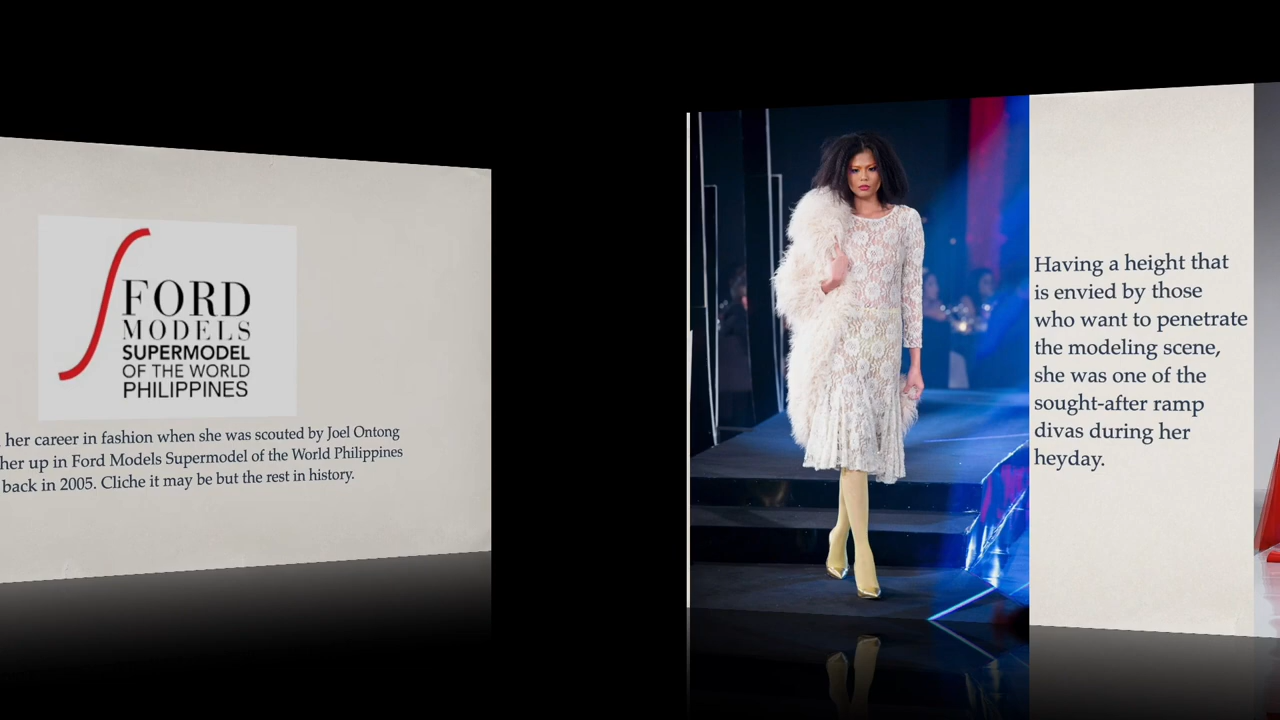 FORD
MODELS
SUPERMODEL
OF THE WORLD
PHILIPPINES
her career in fashion when she was scouted by Joel Ontong
her up in Ford Models Supermodel of the World Philippines
back in 2005. Cliche it may be but the rest in history.
Having a height that
is envied by those
who want to penetrate
the modeling scene,
she was one of the
sought-after ramp
divas during her
heyday.